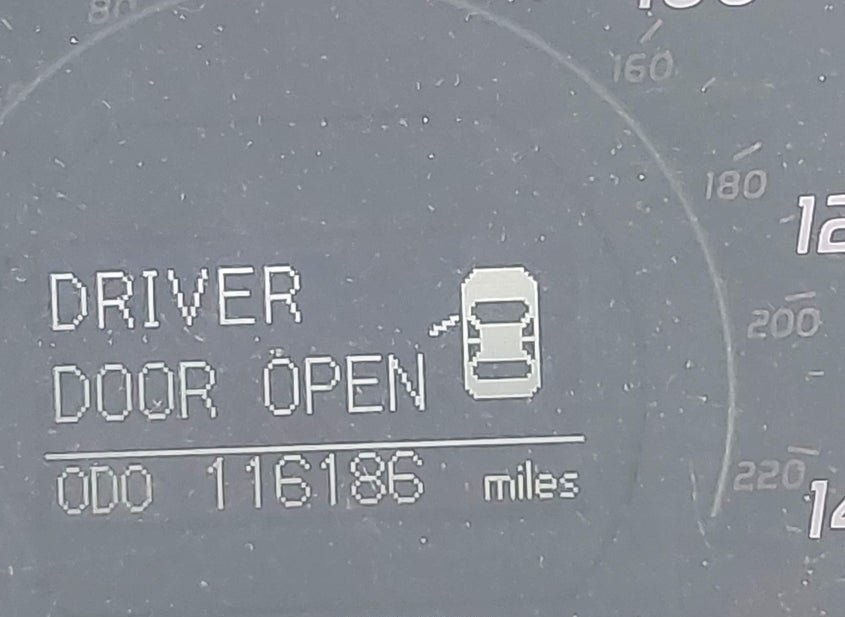 160
180
200
220
DRIVER
DOOR OPEN
ODO 116186 miles